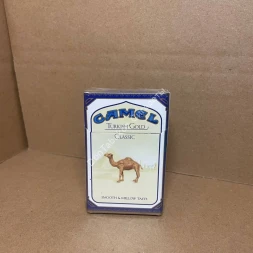 CAMEL
TURKISH GOLD
CLASSIC
SMOOTH & MELLOW TASTE